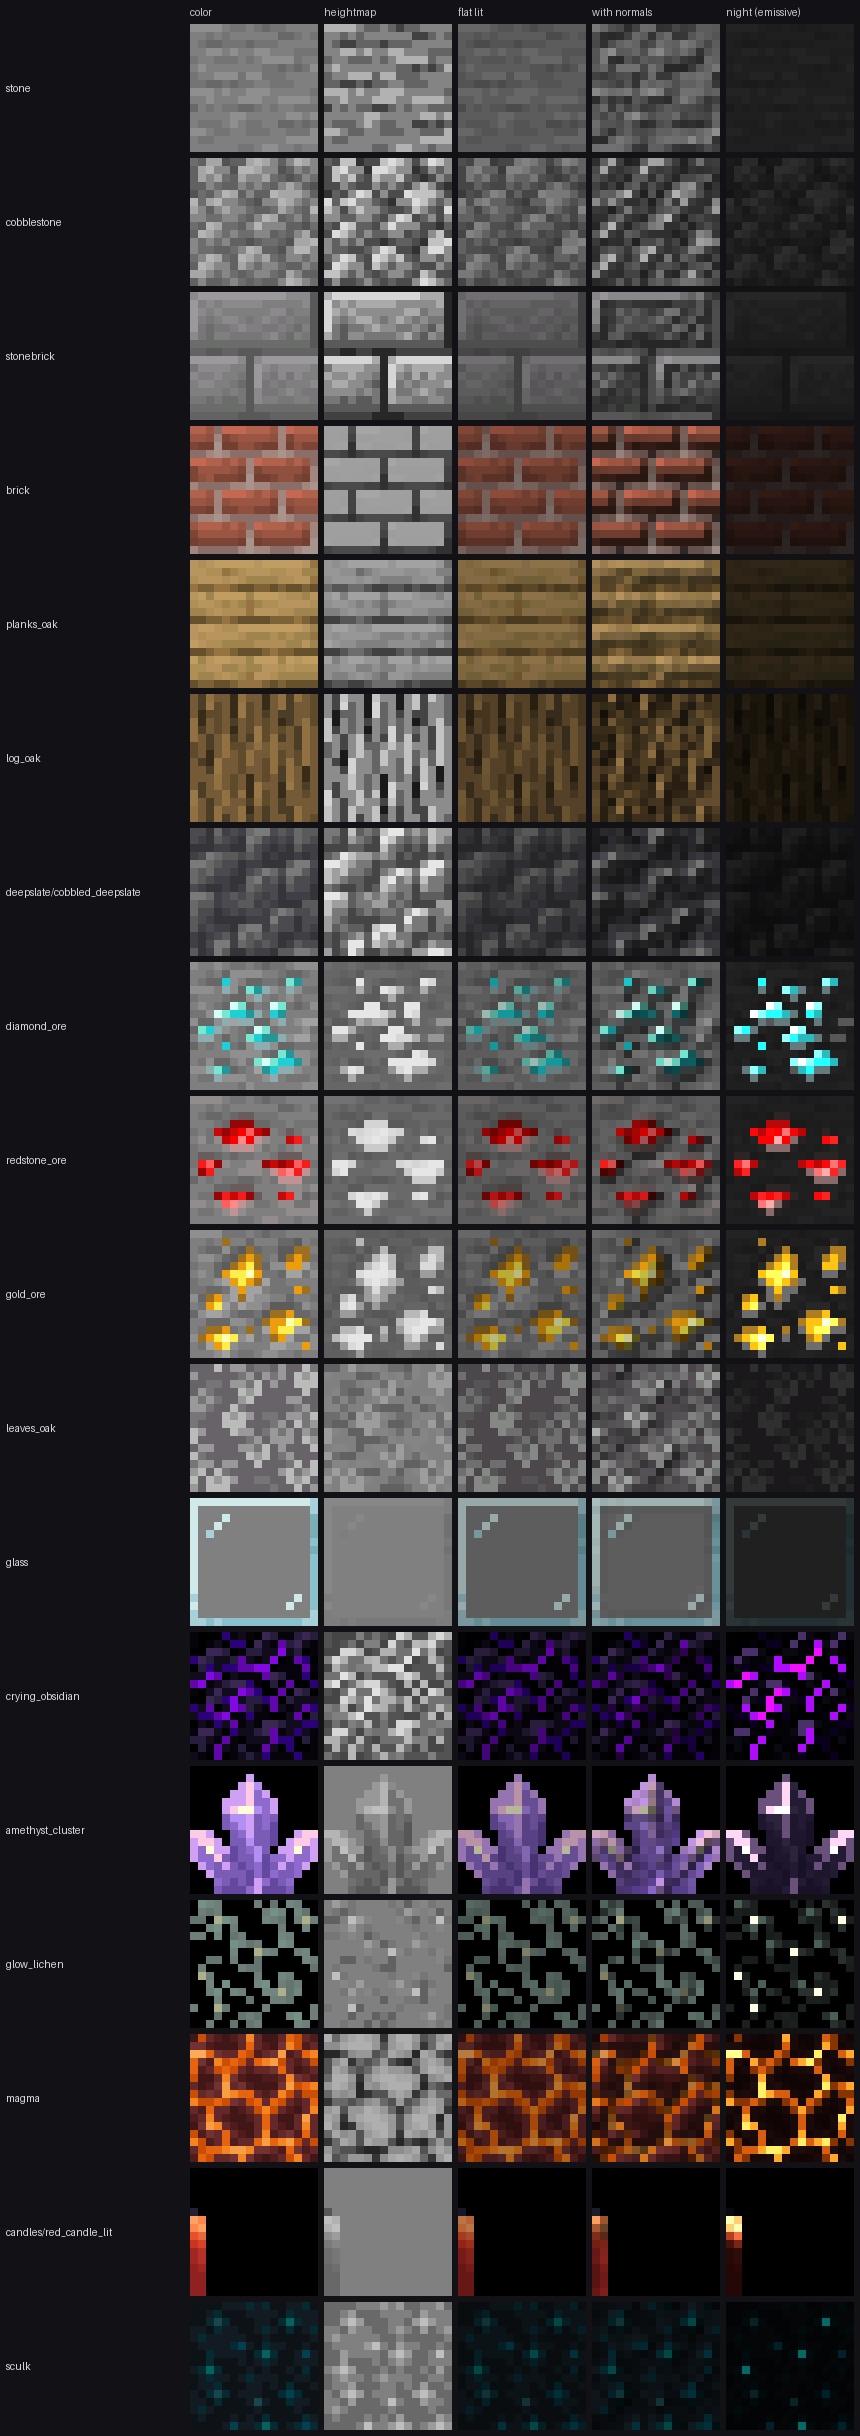 color heightmap flat lit with normals night (emissive)
stone
cobblestone
stonebrick
brick
planks_oak
log_oak
deepslate/cobbled_deepslate
diamond_ore
redstone_ore
gold_ore
leaves_oak
glass
crying_obsidian
amethyst_cluster
glow_lichen
magma
candles/red_candle_lit
sculk